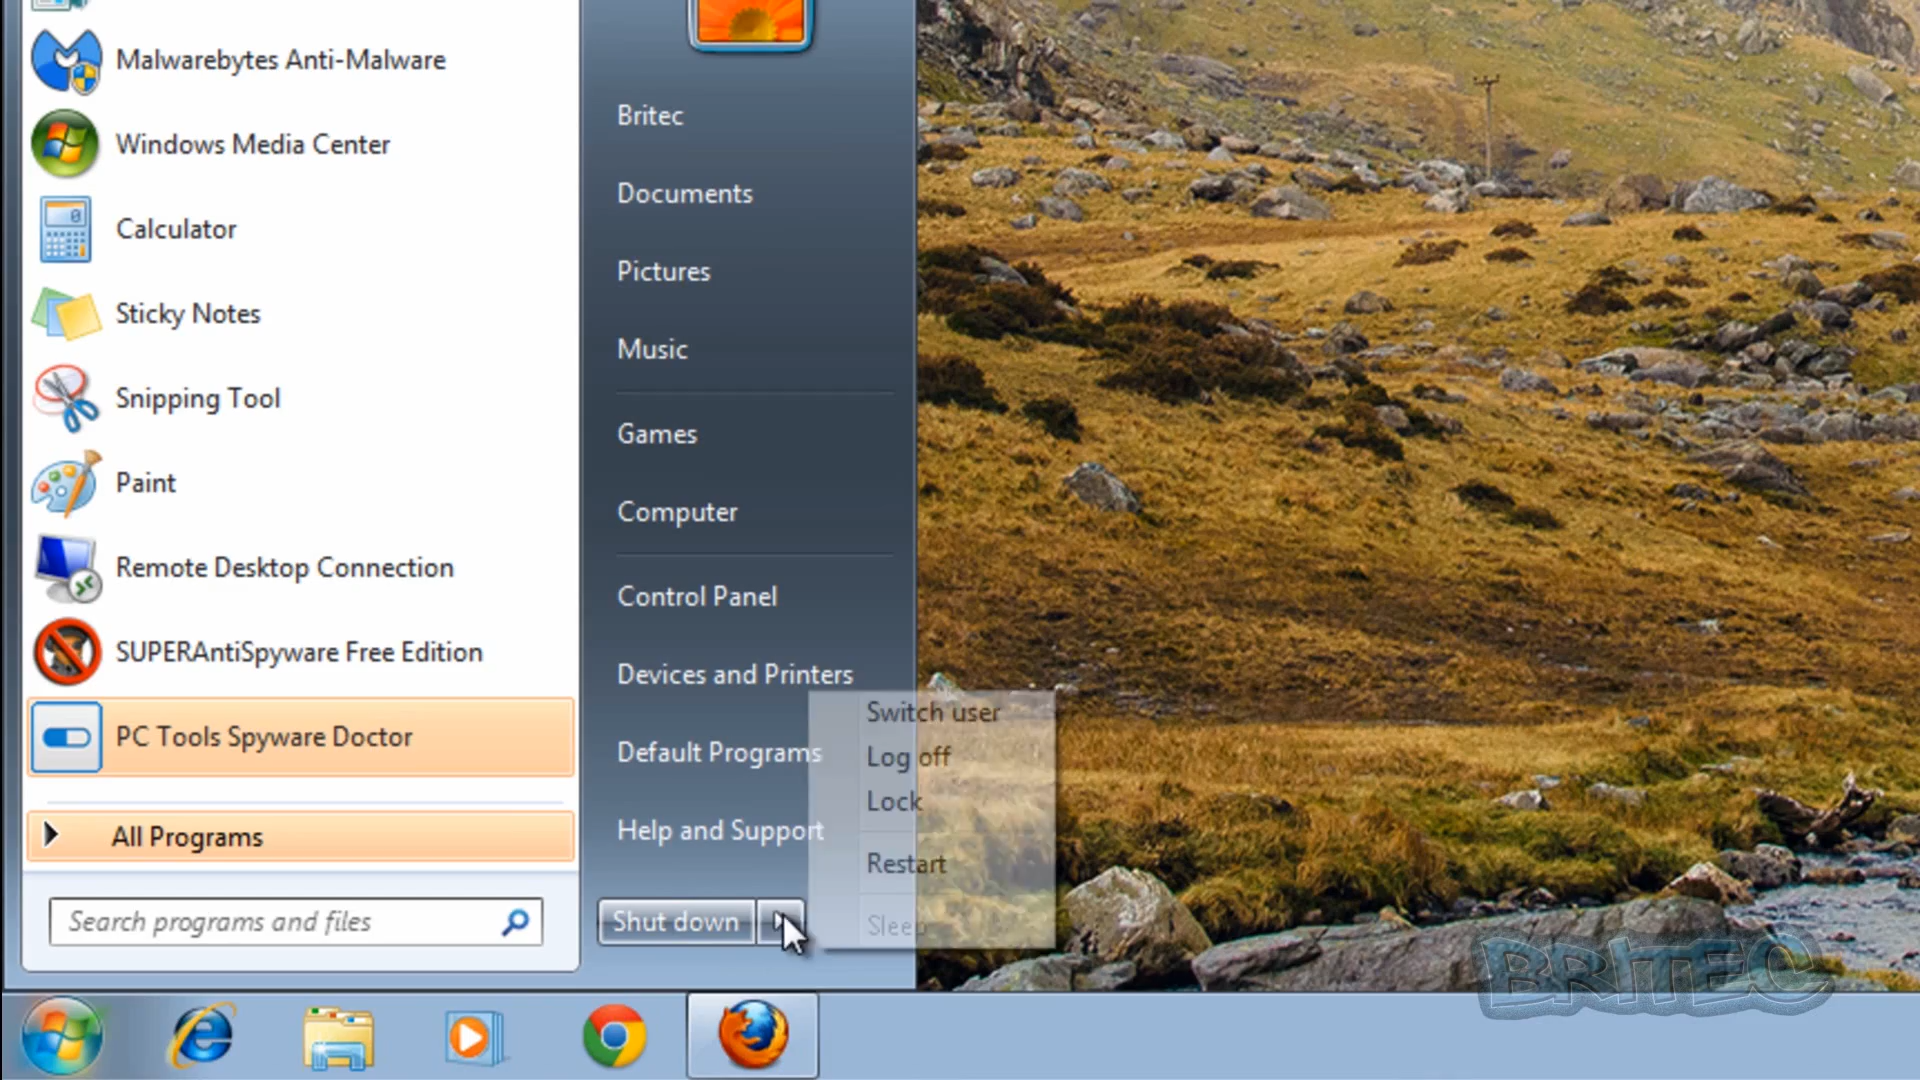 Malwarebytes Anti-Malware
Windows Media Center
Calculator
0
Sticky Notes
Snipping Tool
Paint
Remote Desktop Connection
SUPERAntiSpyware Free Edition
PC Tools Spyware Doctor
All Programs
Search programs and files
Britec
Documents
Pictures
Music
Games
Computer
Control Panel
Devices and Printers
Default Programs
Help and Support
Shut down
Switch user
Log off
Lock
Restart
Sleep
BRITEC